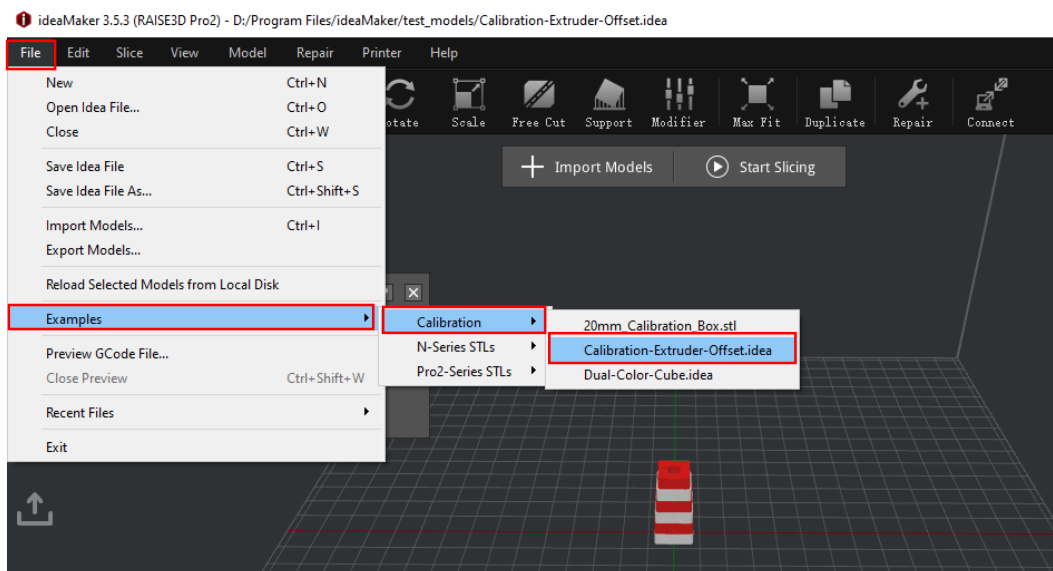 ideaMaker 3.5.3 (RAISE3D Pro2) - D:/Program Files/ideaMaker/test_models/Calibration-Extruder-Offset.idea
File Edit Slice View Model Repair Printer Help
New Ctrl+N
Open Idea File... Ctrl+O
Close Ctrl+W
otate Scale Free Cut Support Modifier Max Fit Duplicate Repair Connect
Save Idea File Ctrl+S
Save Idea File As... Ctrl+Shift+S
Import Models Start Slicing
Import Models... Ctrl+I
Export Models...
Reload Selected Models from Local Disk
Examples
Calibration
N-Series STLs
Pro2-Series STLs
20mm_Calibration_Box.stl
Calibration-Extruder-Offset.idea
Dual-Color-Cube.idea
Preview GCode File...
Close Preview Ctrl+Shift+W
Recent Files
Exit